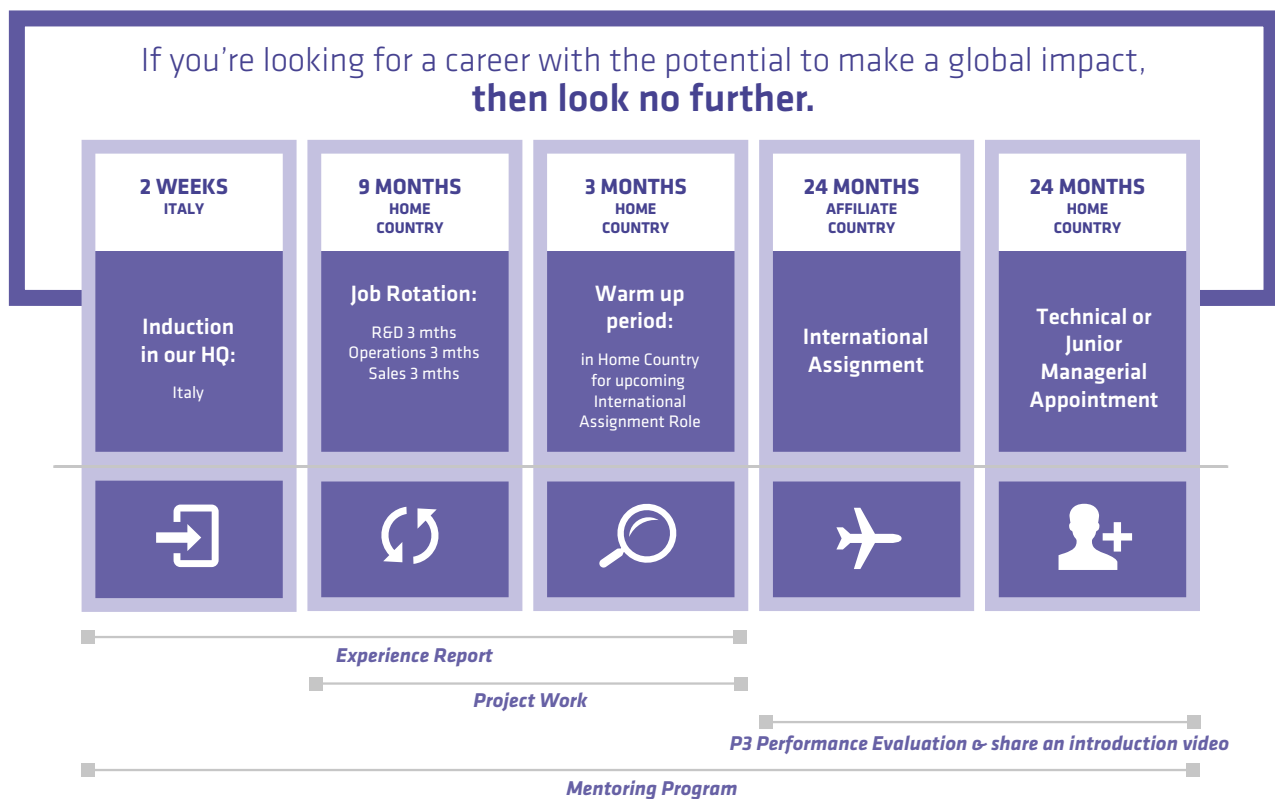 If you’re looking for a career with the potential to make a global impact,
then look no further.
2 WEEKS
ITALY
Induction
in our HQ:
Italy
9 MONTHS
HOME
COUNTRY
Job Rotation:
R&D 3 mths
Operations 3 mths
Sales 3 mths
3 MONTHS
HOME
COUNTRY
Warm up
period:
in Home Country
for upcoming
International
Assignment Role
24 MONTHS
AFFILIATE
COUNTRY
International
Assignment
24 MONTHS
HOME
COUNTRY
Technical or
Junior
Managerial
Appointment
Experience Report
Project Work
P3 Performance Evaluation & share an introduction video
Mentoring Program